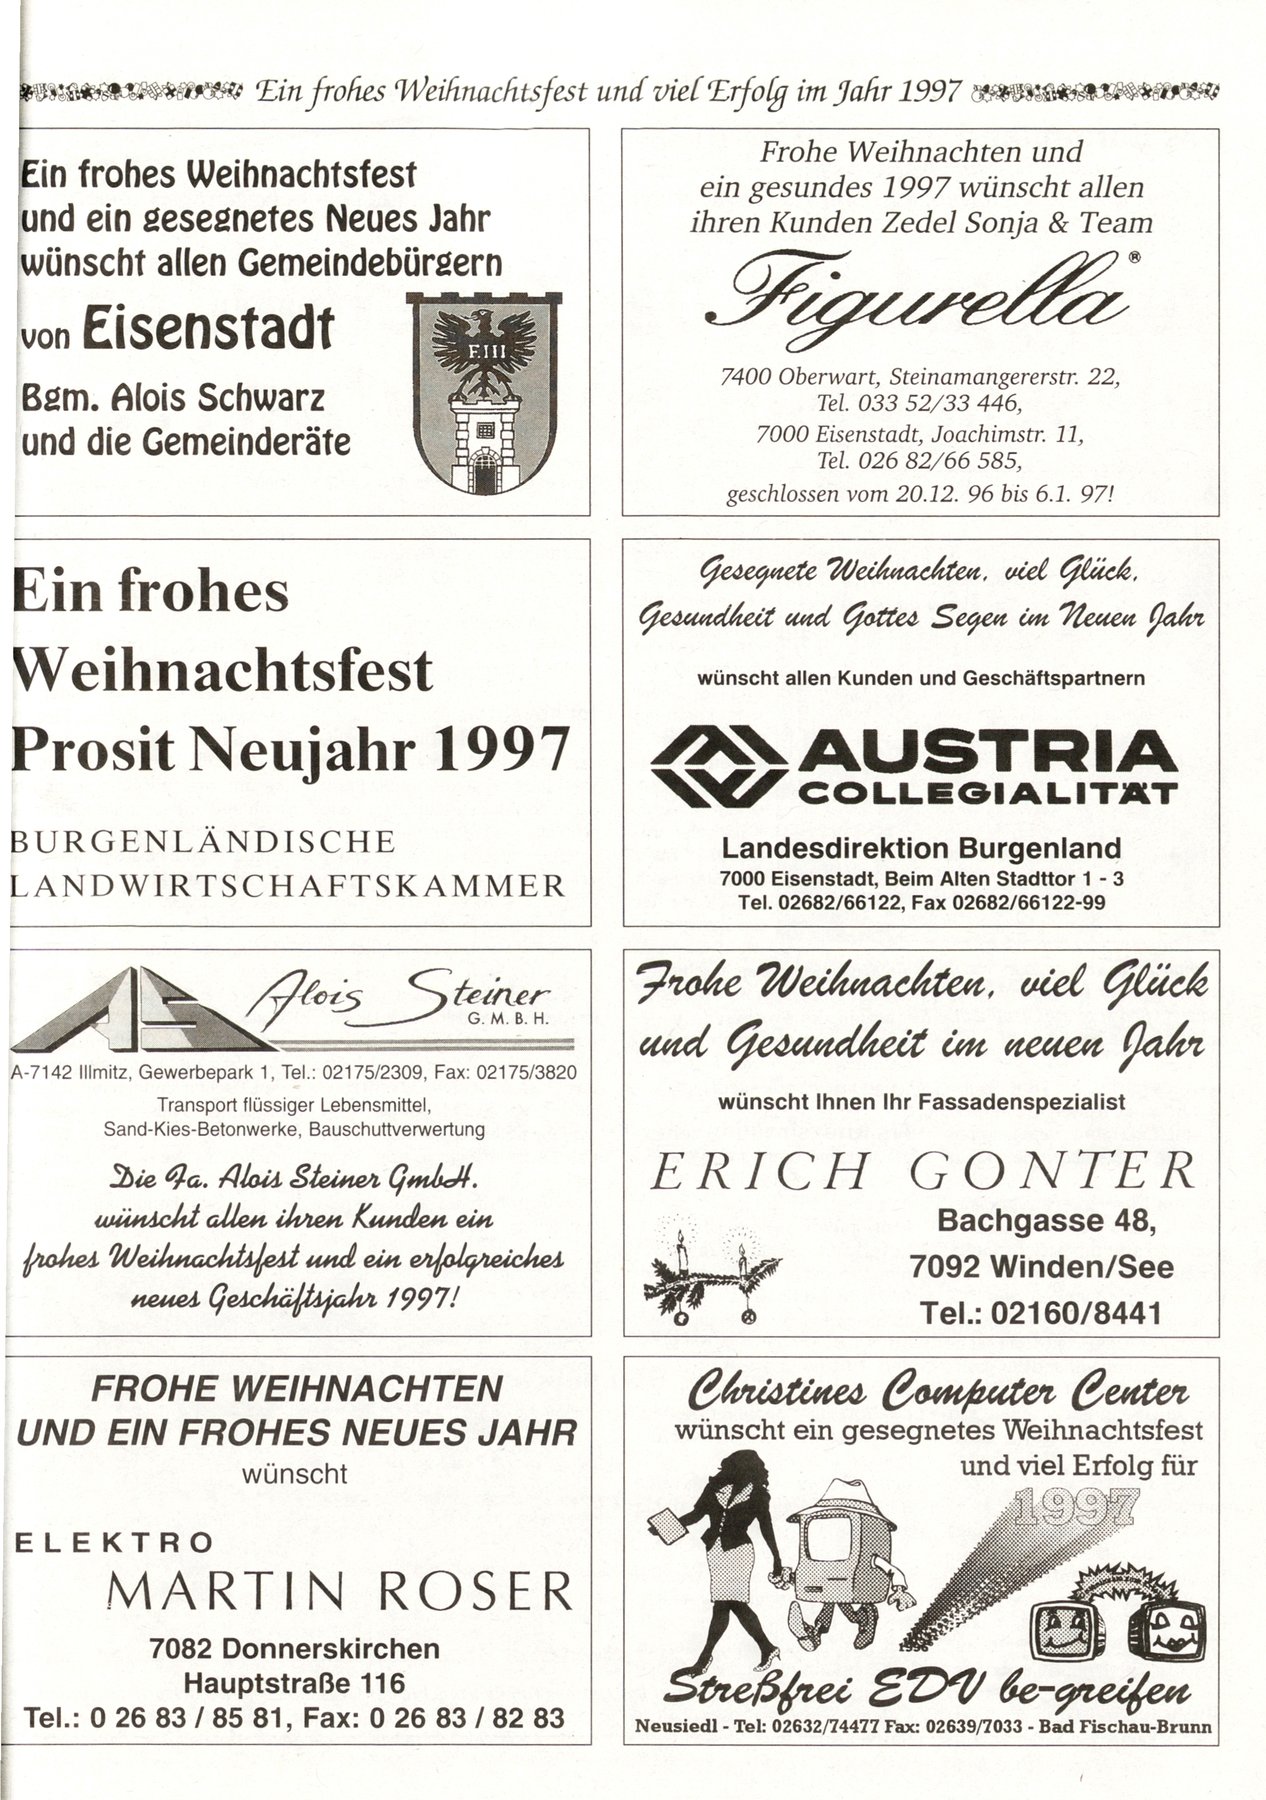 Ein frohes Weihnachtsfest und viel Erfolg im Jahr 1997
Ein frohes Weihnachtsfest
und ein gesegnetes Neues Jahr
wünscht allen Gemeindebürgern
von Eisenstadt
F.III
Bgm. Alois Schwarz
und die Gemeinderäte
Frohe Weihnachten und
ein gesundes 1997 wünscht allen
ihren Kunden Zedel Sonja & Team
Figurella®
7400 Oberwart, Steinamangererstr. 22,
Tel. 033 52/33 446,
7000 Eisenstadt, Joachimstr. 11,
Tel. 026 82/66 585,
geschlossen vom 20.12. 96 bis 6.1. 97!
Ein frohes
Weihnachtsfest
Prosit Neujahr 1997
BURGENLÄNDISCHE
LANDWIRTSCHAFTSKAMMER
Gesegnete Weihnachten, viel Glück,
Gesundheit und Gottes Segen im Neuen Jahr
wünscht allen Kunden und Geschäftspartnern
AUSTRIA
COLLEGIALITÄT
Landesdirektion Burgenland
7000 Eisenstadt, Beim Alten Stadttor 1 - 3
Tel. 02682/66122, Fax 02682/66122-99
AS Alois Steiner
G. M. B. H.
A-7142 Illmitz, Gewerbepark 1, Tel.: 02175/2309, Fax: 02175/3820
Transport flüssiger Lebensmittel,
Sand-Kies-Betonwerke, Bauschuttverwertung
Die Fa. Alois Steiner GmbH.
wünscht allen ihren Kunden ein
frohes Weihnachtsfest und ein erfolgreiches
neues Geschäftsjahr 1997!
Frohe Weihnachten, viel Glück
und Gesundheit im neuen Jahr
wünscht Ihnen Ihr Fassadenspezialist
ERICH GONTER
Bachgasse 48,
7092 Winden/See
Tel.: 02160/8441
FROHE WEIHNACHTEN
UND EIN FROHES NEUES JAHR
wünscht
ELEKTRO
MARTIN ROSER
7082 Donnerskirchen
Hauptstraße 116
Tel.: 0 26 83 / 85 81, Fax: 0 26 83 / 82 83
Christines Computer Center
wünscht ein gesegnetes Weihnachtsfest
und viel Erfolg für
1997
1996
Streßfrei EDV be-greifen
Neusiedl - Tel: 02632/74477 Fax: 02639/7033 - Bad Fischau-Brunn